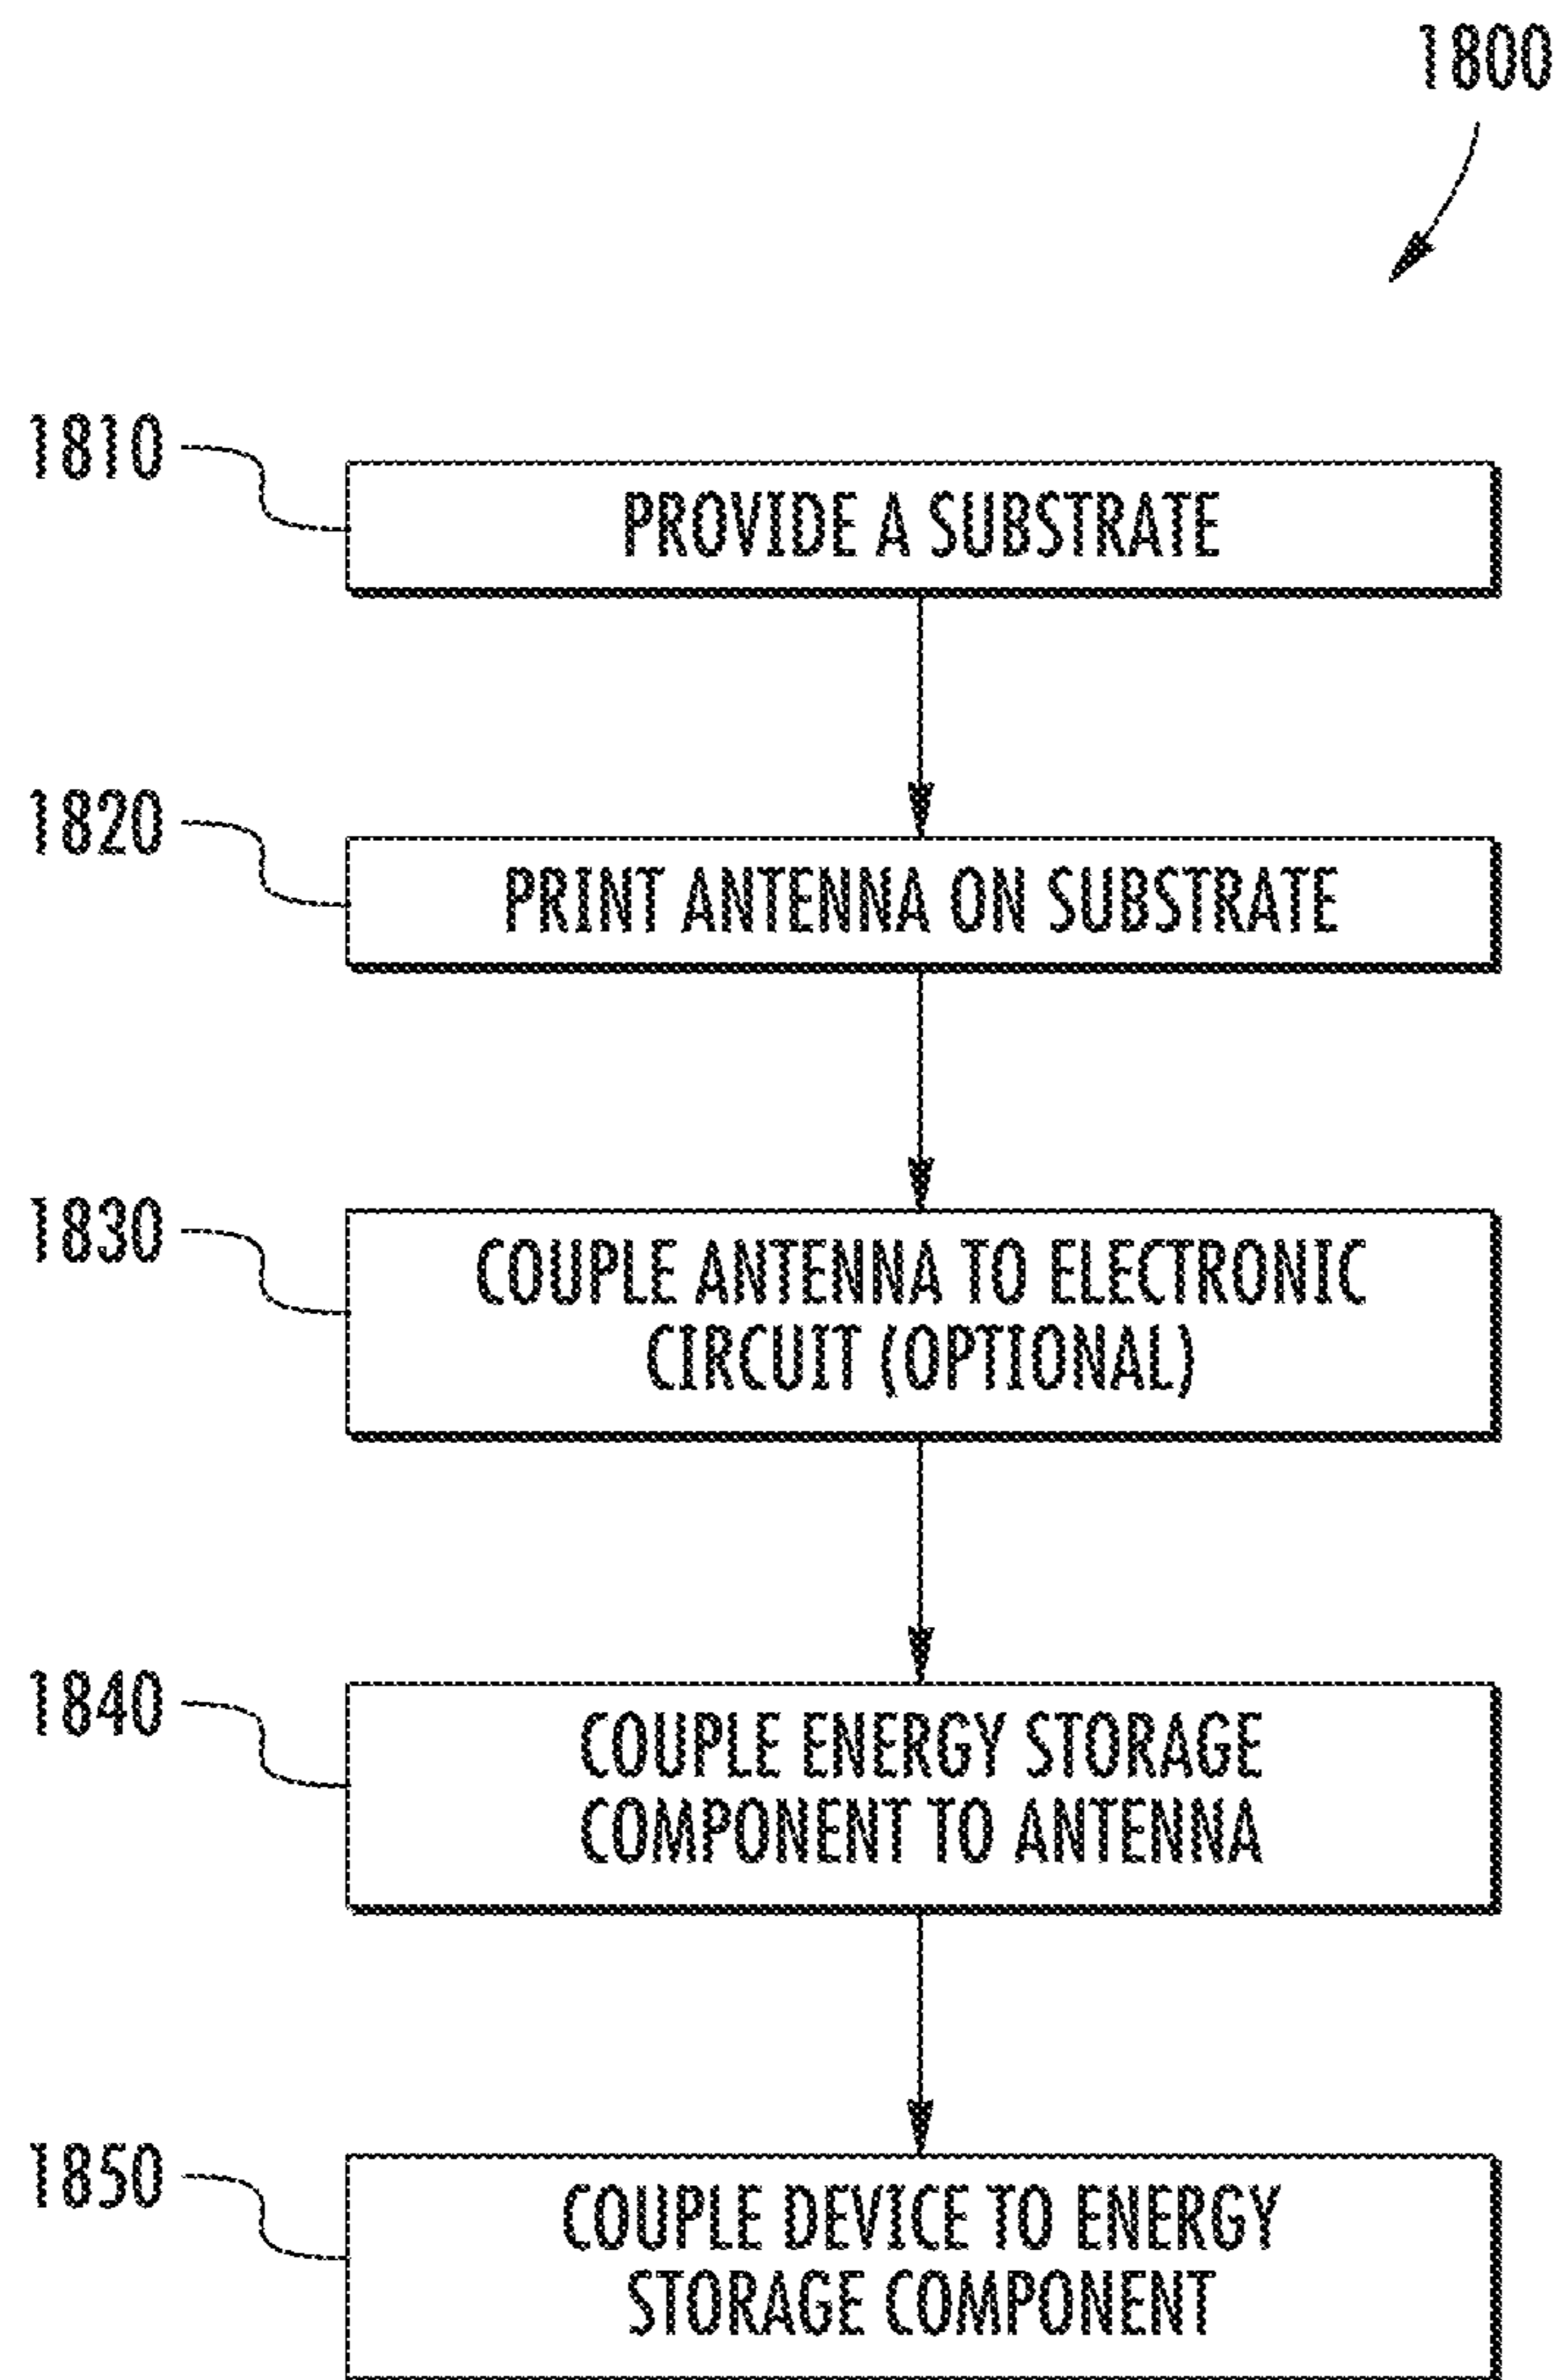 1800
1810
PROVIDE A SUBSTRATE
1820
PRINT ANTENNA ON SUBSTRATE
1830
COUPLE ANTENNA TO ELECTRONIC
CIRCUIT (OPTIONAL)
1840
COUPLE ENERGY STORAGE
COMPONENT TO ANTENNA
1850
COUPLE DEVICE TO ENERGY
STORAGE COMPONENT